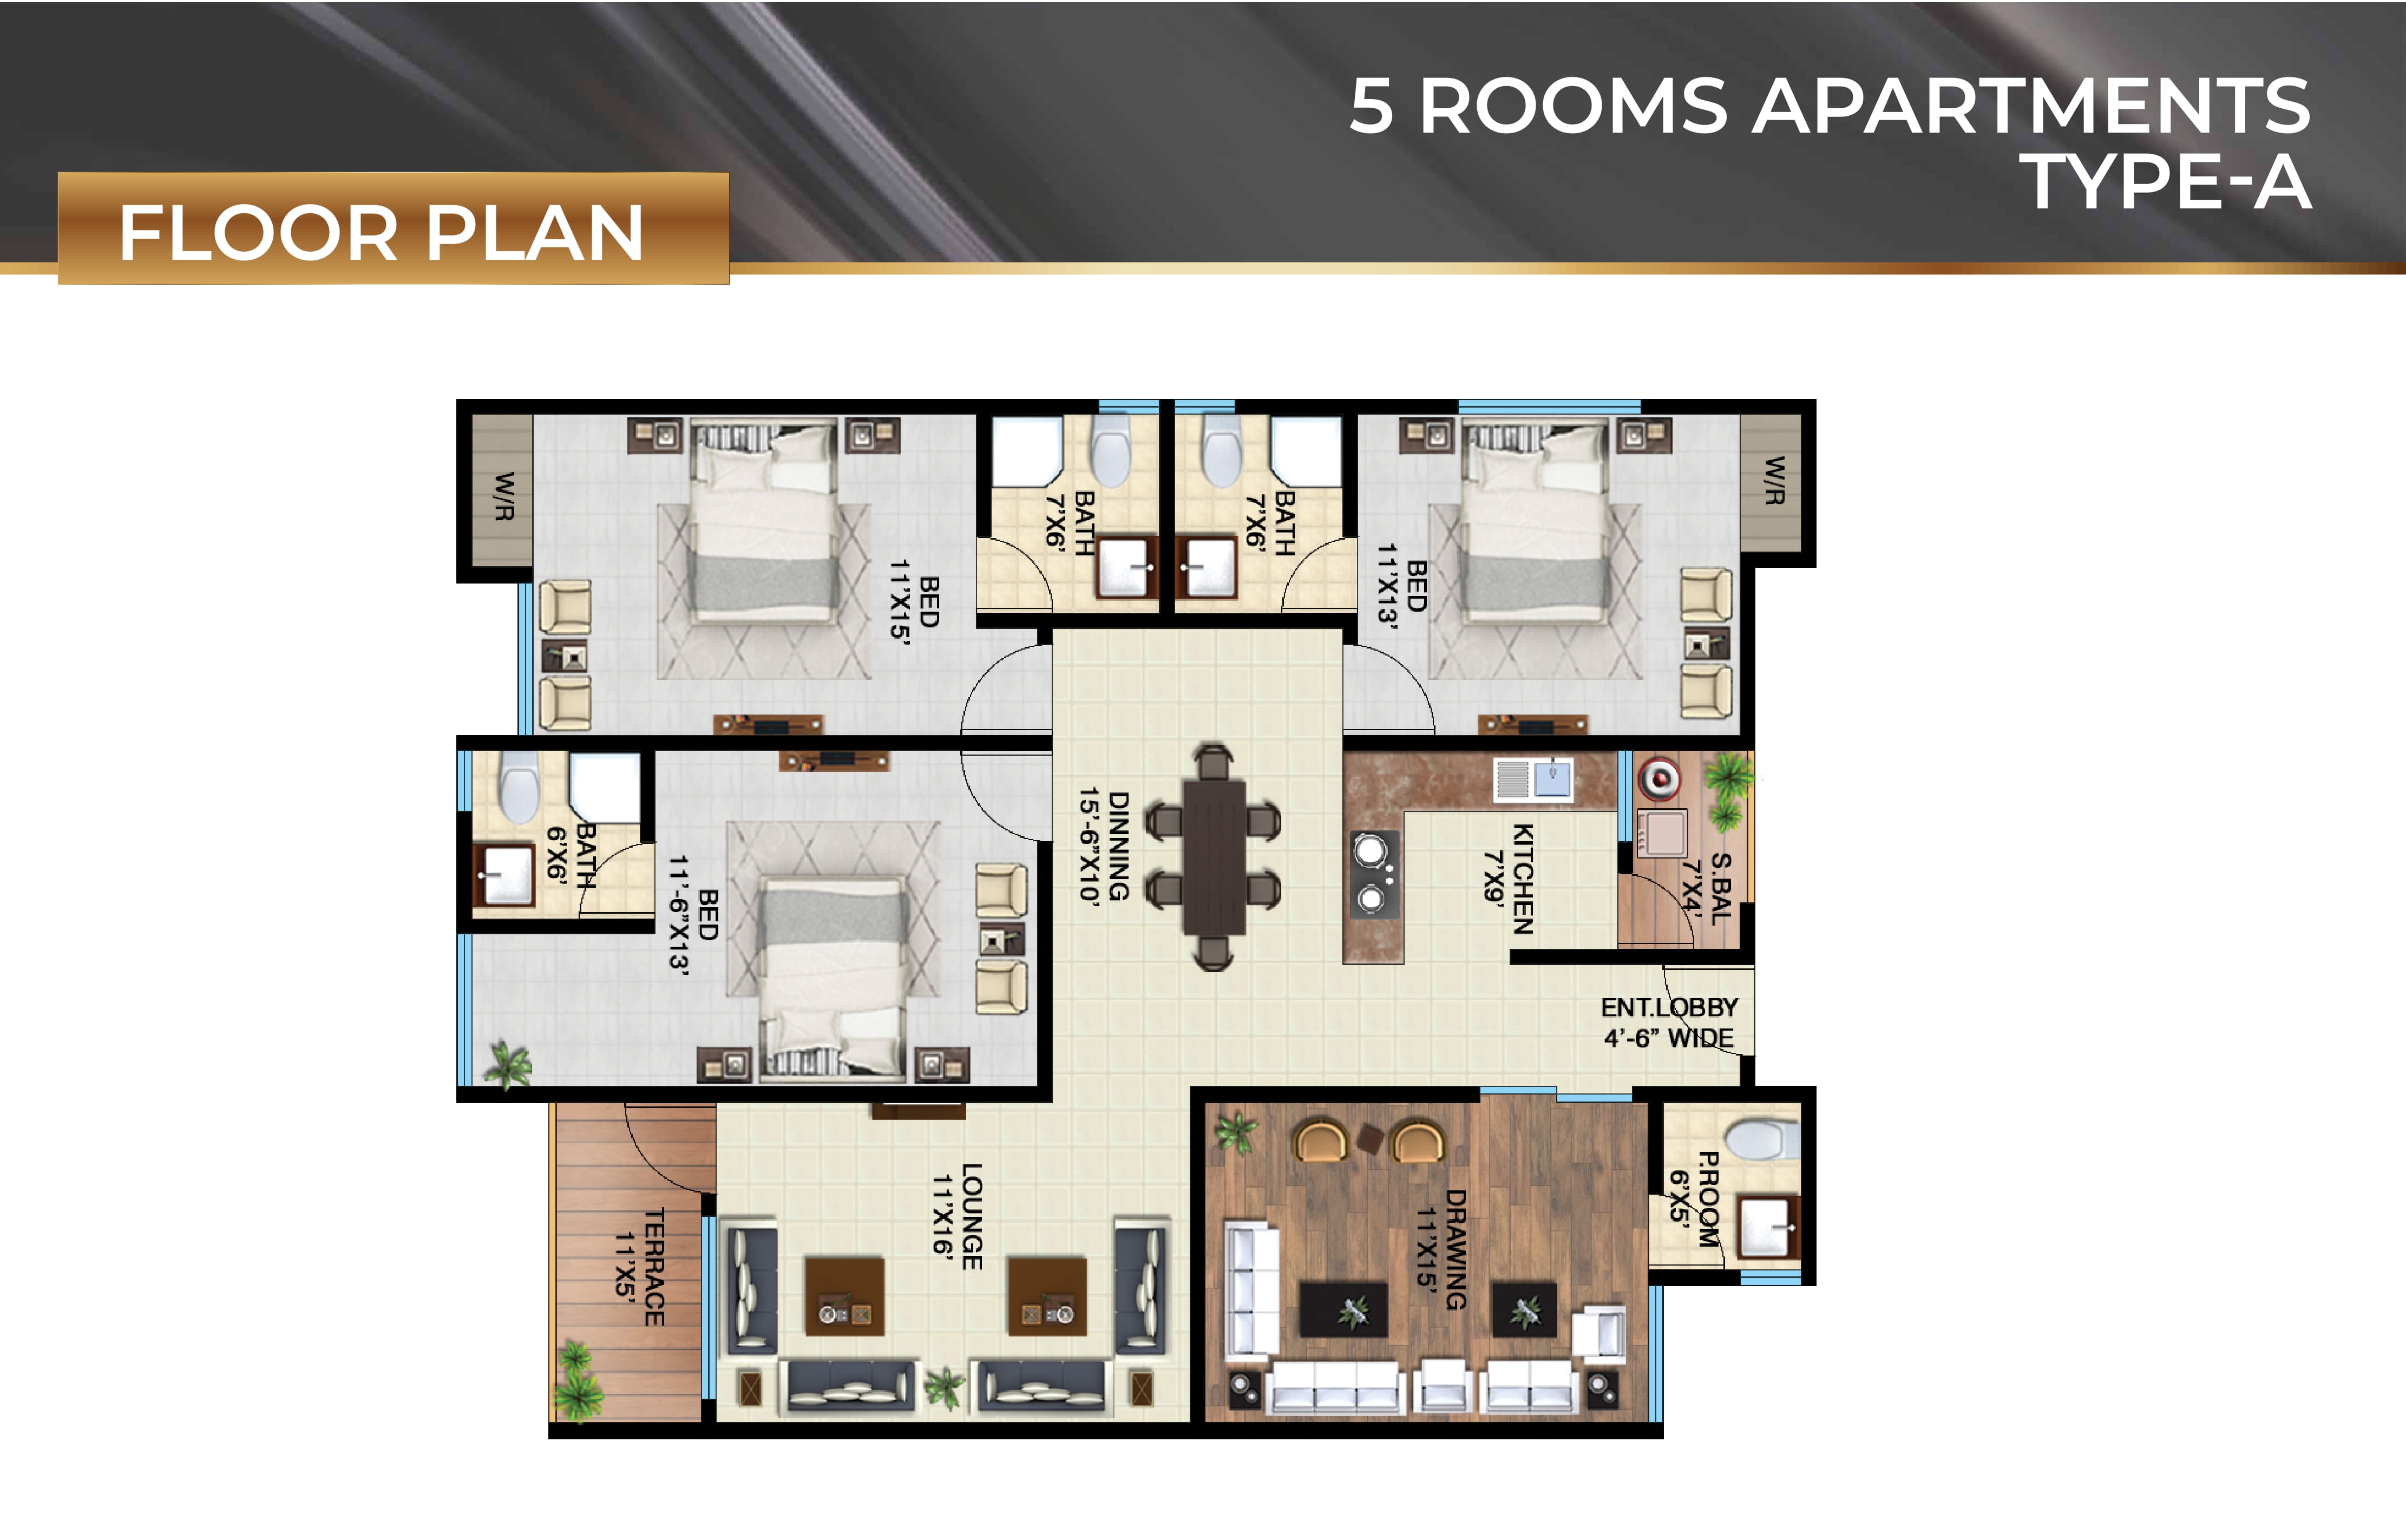 5 ROOMS APARTMENTS
TYPE-A
FLOOR PLAN
W/R
BED
11'X15'
BATH
7'X6'
BATH
7'X6'
BED
11'X13'
W/R
BATH
6'X6'
BED
11'-6"X13'
DINNING
15'-6"X10'
KITCHEN
7'X9'
S.BAL
7'X4'
ENT.LOBBY
4'-6" WIDE
TERRACE
11'X5'
LOUNGE
11'X16'
DRAWING
11'X15'
P.ROOM
6'X5'